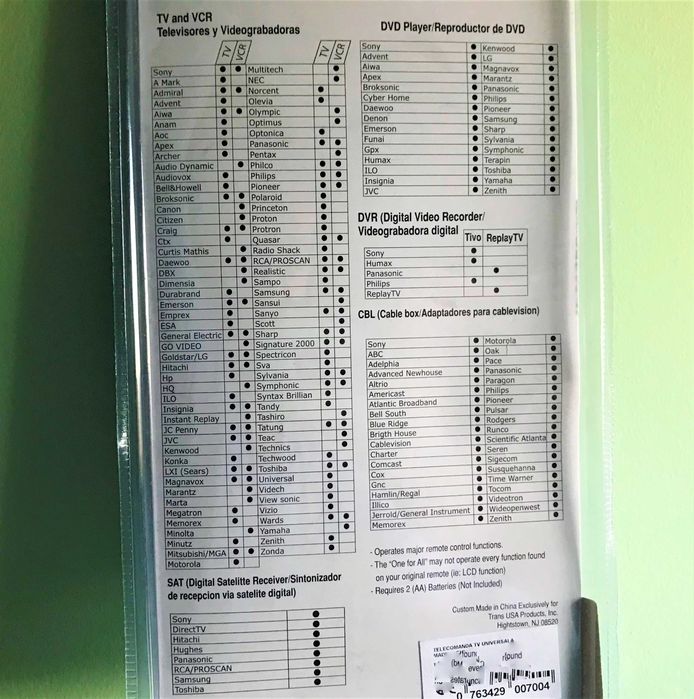 TV and VCR
Televisores y Videograbadoras
TV VCR
TV VCR
Sony
A Mark
Admiral
Advent
Aiwa
Anam
Aoc
Apex
Archer
Audio Dynamic
Audiovox
Bell&Howell
Broksonic
Canon
Citizen
Craig
Ctx
Curtis Mathis
Daewoo
DBX
Dimensia
Durabrand
Emerson
Emprex
ESA
General Electric
GO VIDEO
Goldstar/LG
Hitachi
Hp
HQ
ILO
Insignia
Instant Replay
JC Penny
JVC
Kenwood
Konka
LXI (Sears)
Magnavox
Marantz
Marta
Megatron
Memorex
Minolta
Minutz
Mitsubishi/MGA
Motorola
Multitech
NEC
Norcent
Olevia
Olympic
Optimus
Optonica
Panasonic
Pentax
Philco
Philips
Pioneer
Polaroid
Princeton
Proton
Protron
Quasar
Radio Shack
RCA/PROSCAN
Realistic
Sampo
Samsung
Sansui
Sanyo
Scott
Sharp
Signature 2000
Spectricon
Sva
Sylvania
Symphonic
Syntax Brillian
Tandy
Tashiro
Tatung
Teac
Technics
Techwood
Toshiba
Universal
Videch
View sonic
Vizio
Wards
Yamaha
Zenith
Zonda
SAT (Digital Satelitte Receiver/Sintonizador
de recepcion via satelite digital)
Sony
DirectTV
Hitachi
Hughes
Panasonic
RCA/PROSCAN
Samsung
Toshiba
DVD Player/Reproductor de DVD
Sony
Advent
Aiwa
Apex
Broksonic
Cyber Home
Daewoo
Denon
Emerson
Funai
Gpx
Humax
ILO
Insignia
JVC
Kenwood
LG
Magnavox
Marantz
Panasonic
Philips
Pioneer
Samsung
Sharp
Sylvania
Symphonic
Terapin
Toshiba
Yamaha
Zenith
DVR (Digital Video Recorder/
Videograbadora digital
Tivo ReplayTV
Sony
Humax
Panasonic
Philips
ReplayTV
CBL (Cable box/Adaptadores para cablevision)
Sony
ABC
Adelphia
Advanced Newhouse
Altrio
Americast
Atlantic Broadband
Bell South
Blue Ridge
Brigth House
Cablevision
Charter
Comcast
Cox
Gnc
Hamlin/Regal
Illico
Jerrold/General Instrument
Memorex
Motorola
Oak
Pace
Panasonic
Paragon
Philips
Pioneer
Pulsar
Rodgers
Runco
Scientific Atlanta
Seren
Sigecom
Susquehanna
Time Warner
Tocom
Videotron
Wideopenwest
Zenith
- Operates major remote control functions.
- The "One for All" may not operate every function found
on your original remote (ie: LCD function)
- Requires 2 (AA) Batteries (Not Included)
Custom Made in China Exclusively for
Trans USA Products, Inc.
Hightstown, NJ 08520
TELECOMANDA TV UNIVERSALA
0 763429 007004